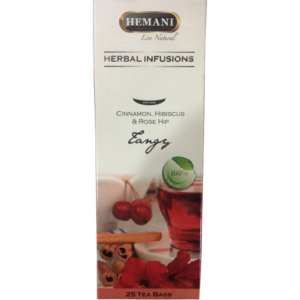 HEMANI
Live Natural
HERBAL INFUSIONS
CINNAMON, HIBISCUS
& ROSE HIP
Tangy
100%
25 TEA BAGS